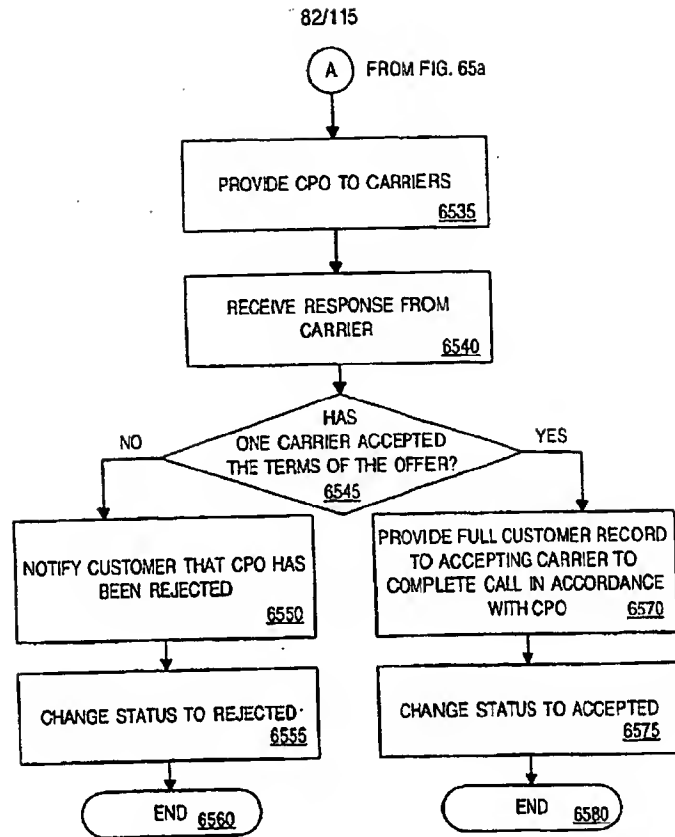 82/115
A FROM FIG. 65a
PROVIDE CPO TO CARRIERS
6535
RECEIVE RESPONSE FROM
CARRIER
6540
HAS
ONE CARRIER ACCEPTED
THE TERMS OF THE OFFER?
6545
NO
YES
NOTIFY CUSTOMER THAT CPO HAS
BEEN REJECTED
6550
CHANGE STATUS TO REJECTED
6555
END 6560
PROVIDE FULL CUSTOMER RECORD
TO ACCEPTING CARRIER TO
COMPLETE CALL IN ACCORDANCE
WITH CPO 6570
CHANGE STATUS TO ACCEPTED
6575
END 6580